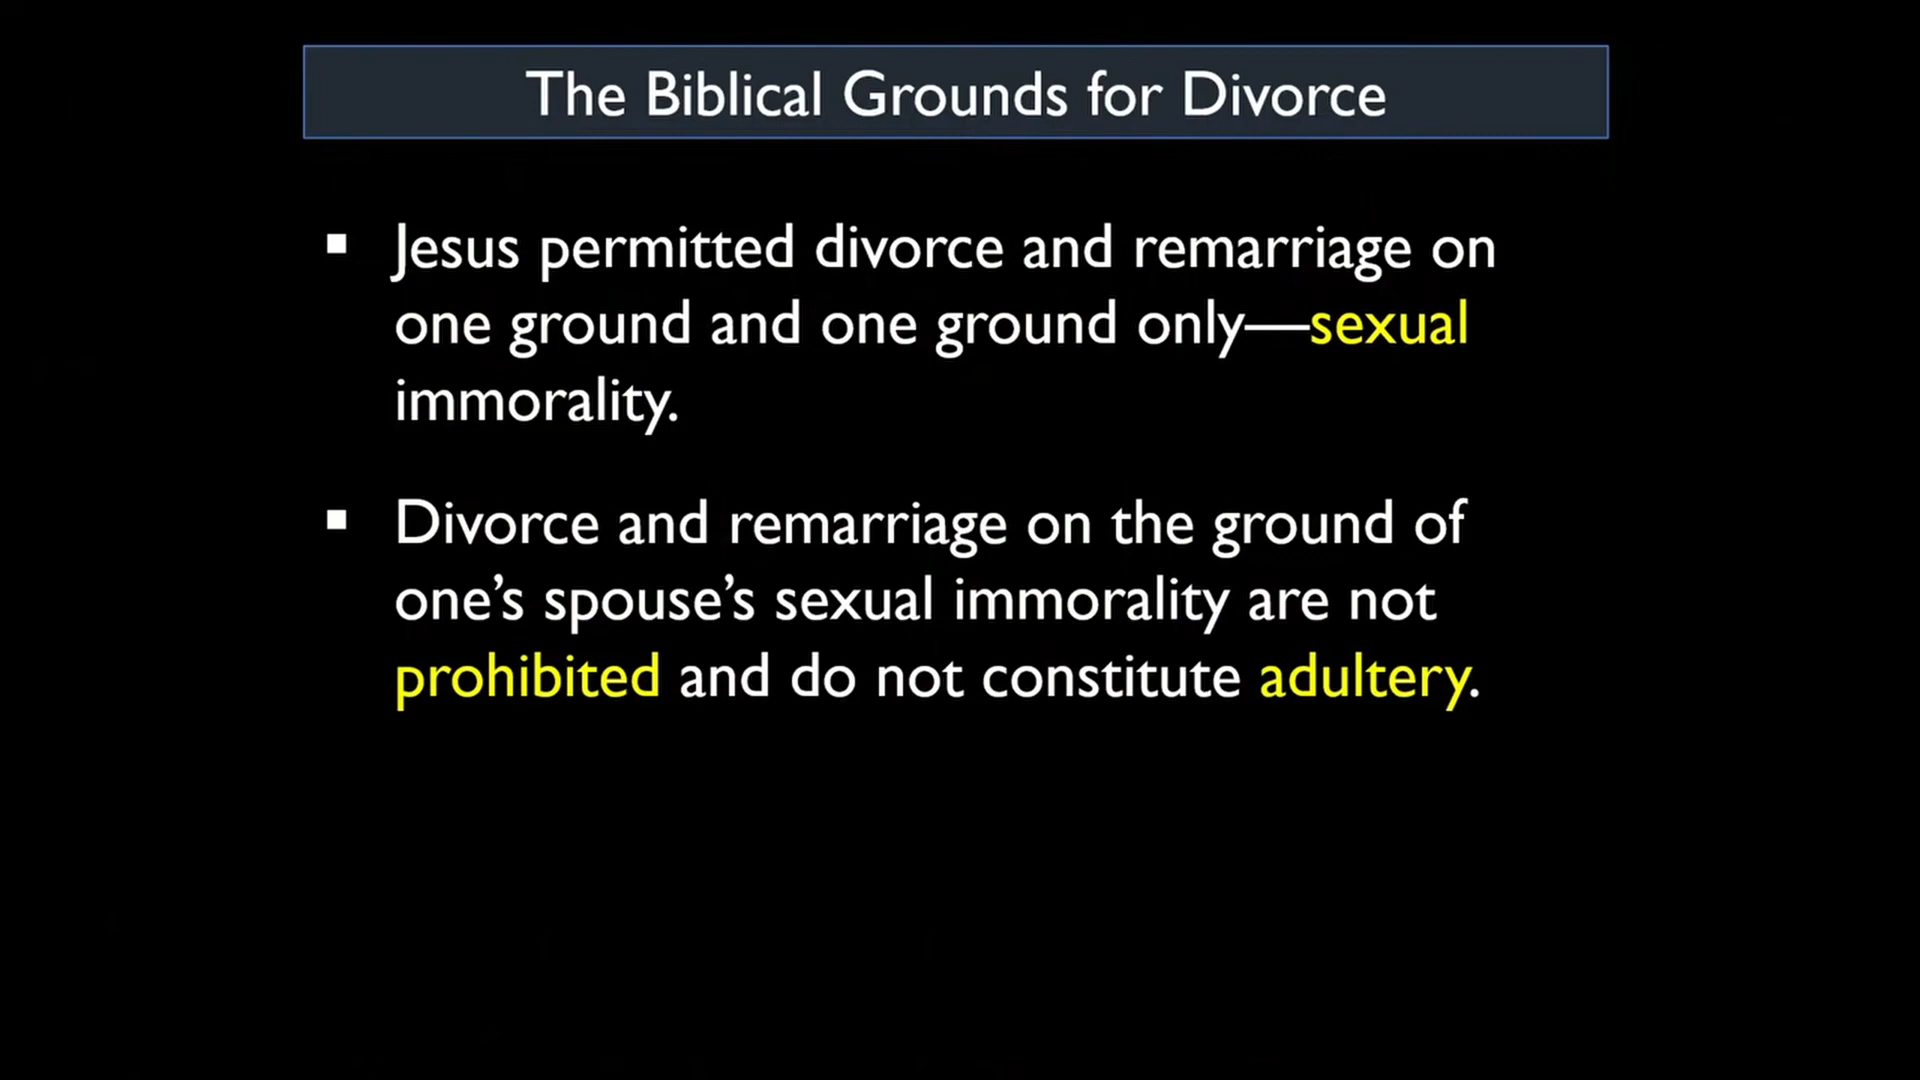 The Biblical Grounds for Divorce
▪ Jesus permitted divorce and remarriage on
one ground and one ground only—sexual
immorality.
▪ Divorce and remarriage on the ground of
one’s spouse’s sexual immorality are not
prohibited and do not constitute adultery.